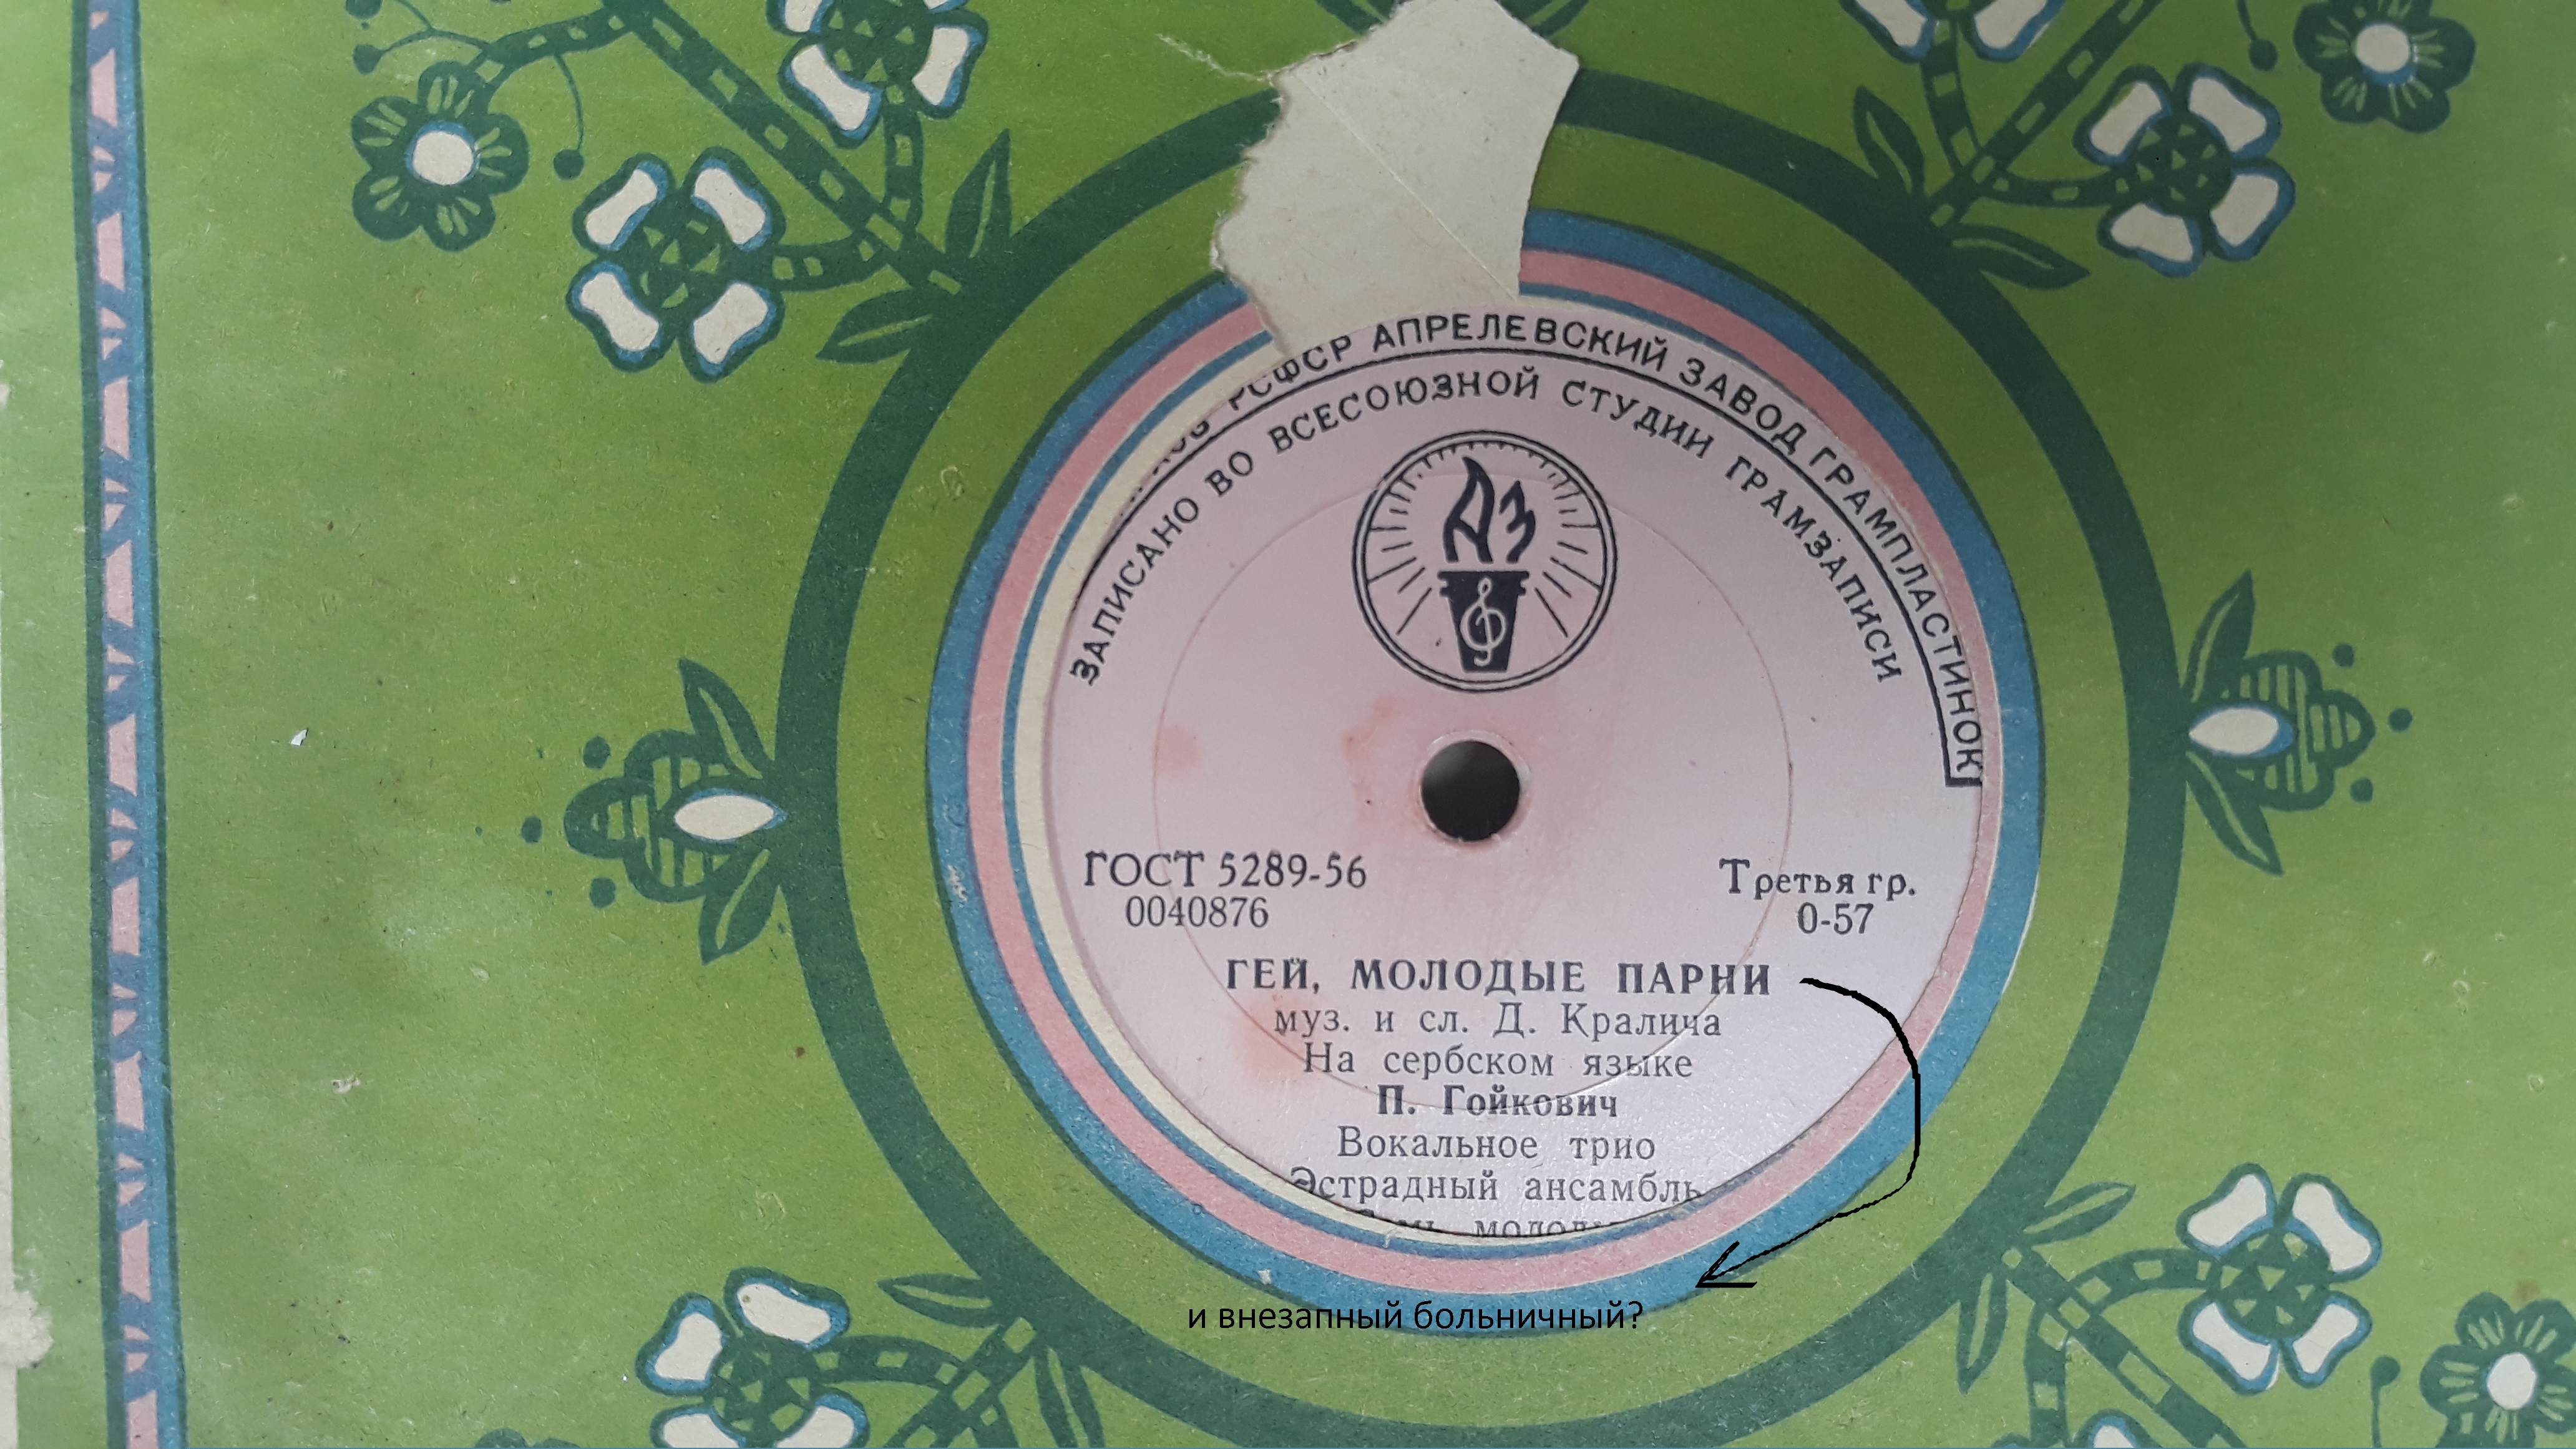 РСФСР АПРЕЛЕВСКИЙ ЗАВОД ГРАМПЛАСТИНОК
ЗАПИСАНО ВО ВСЕСОЮЗНОЙ СТУДИИ ГРАМЗАПИСИ
АЗ
ГОСТ 5289-56
0040876
Третья гр.
0-57
ГЕЙ, МОЛОДЫЕ ПАРНИ
муз. и сл. Д. Кралича
На сербском языке
П. Гойкович
Вокальное трио
Эстрадный ансамбль
и внезапный больничный?